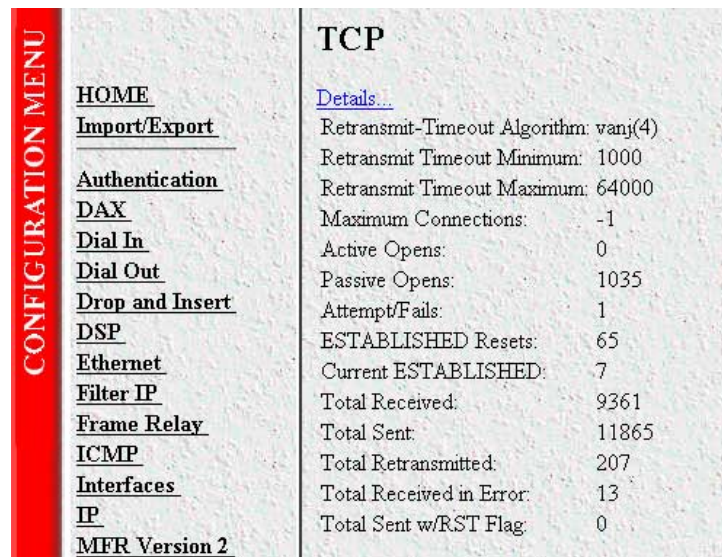 CONFIGURATION MENU
HOME
Import/Export
Authentication
DAX
Dial In
Dial Out
Drop and Insert
DSP
Ethernet
Filter IP
Frame Relay
ICMP
Interfaces
IP
MFR Version 2
TCP
Details...
Retransmit-Timeout Algorithm: vanj(4)
Retransmit Timeout Minimum: 1000
Retransmit Timeout Maximum: 64000
Maximum Connections: -1
Active Opens: 0
Passive Opens: 1035
Attempt/Fails: 1
ESTABLISHED Resets: 65
Current ESTABLISHED: 7
Total Received: 9361
Total Sent: 11865
Total Retransmitted: 207
Total Received in Error: 13
Total Sent w/RST Flag: 0